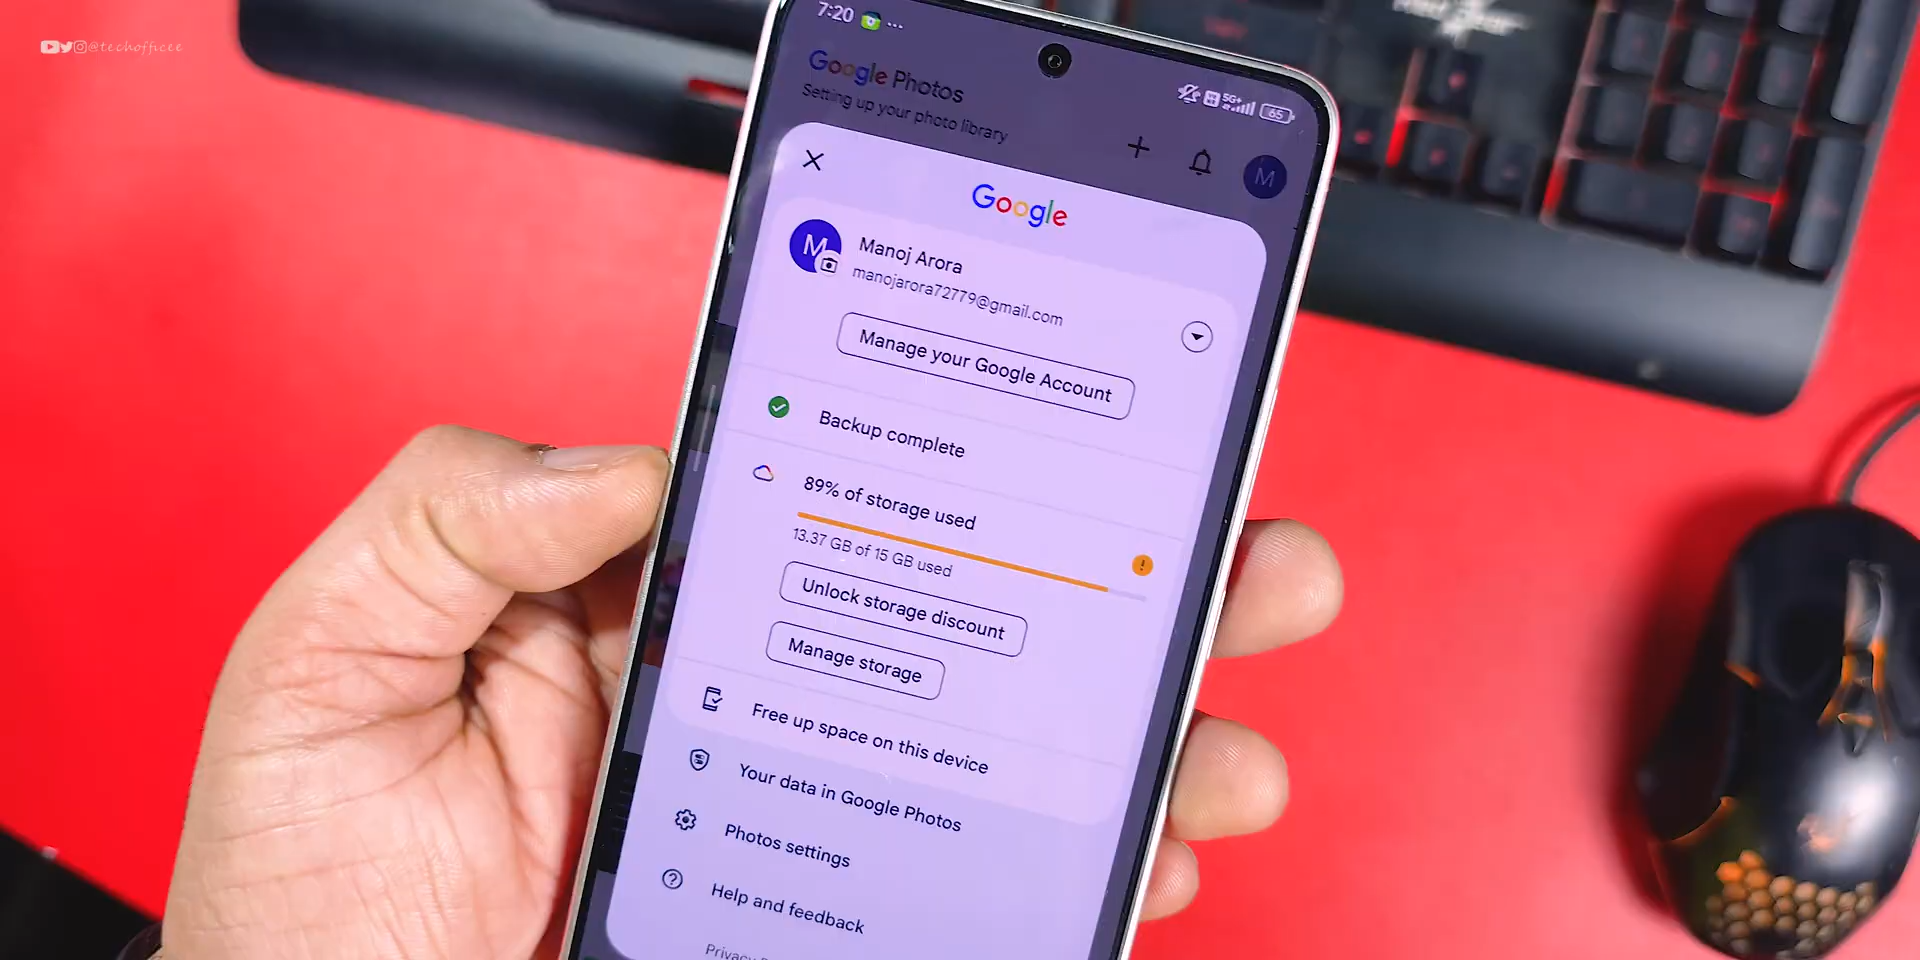 @techofficee
7:20
5G+
65
Google Photos
Setting up your photo library
M
Google
M
Manoj Arora
manojarora72779@gmail.com
Manage your Google Account
Backup complete
89% of storage used
13.37 GB of 15 GB used
Unlock storage discount
Manage storage
Free up space on this device
Your data in Google Photos
Photos settings
Help and feedback